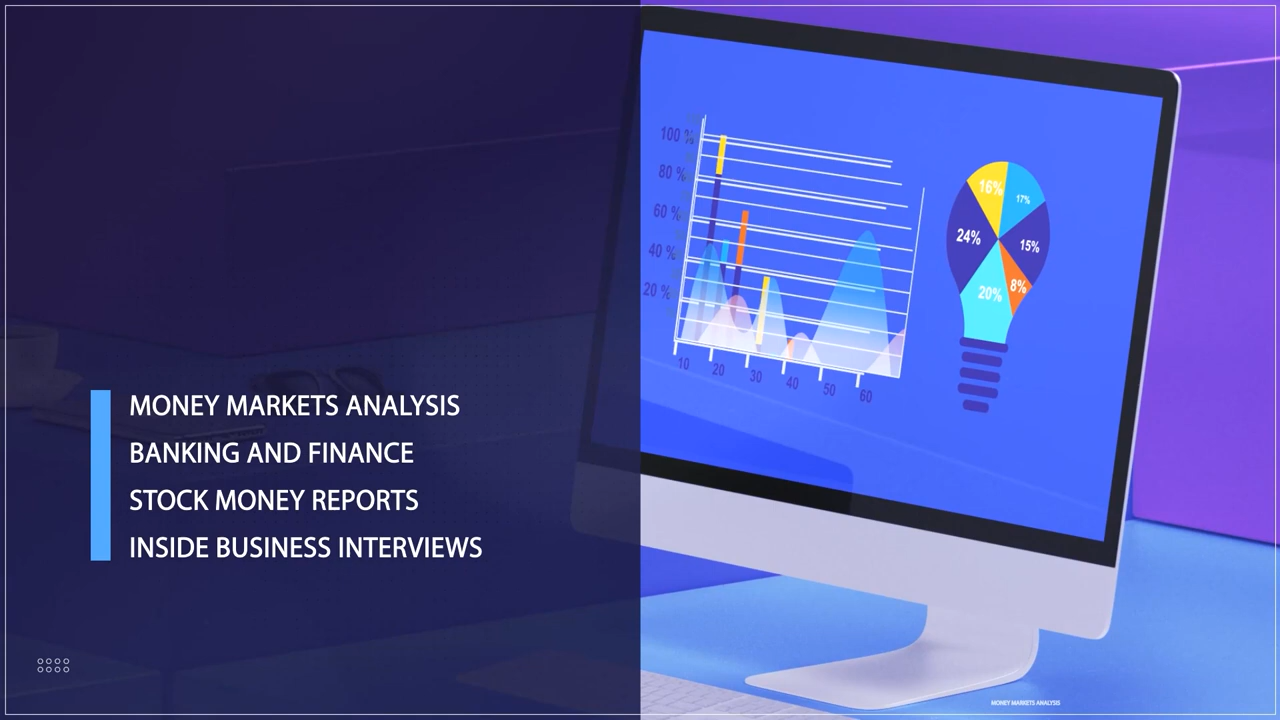 MONEY MARKETS ANALYSIS
BANKING AND FINANCE
STOCK MONEY REPORTS
INSIDE BUSINESS INTERVIEWS
100 %
80 %
60 %
40 %
20 %
10 20 30 40 50 60
16% 17%
24% 15%
20% 8%
MONEY MARKETS ANALYSIS